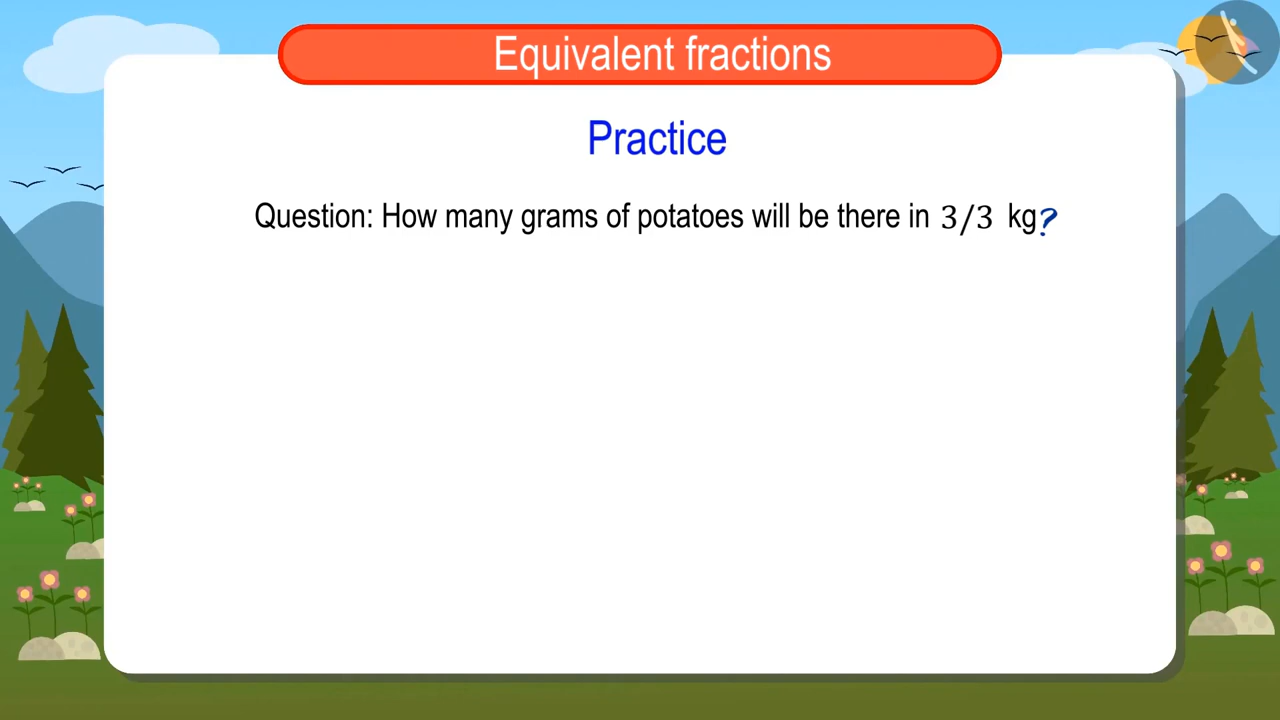 Equivalent fractions
Practice
Question: How many grams of potatoes will be there in 3/3 kg?